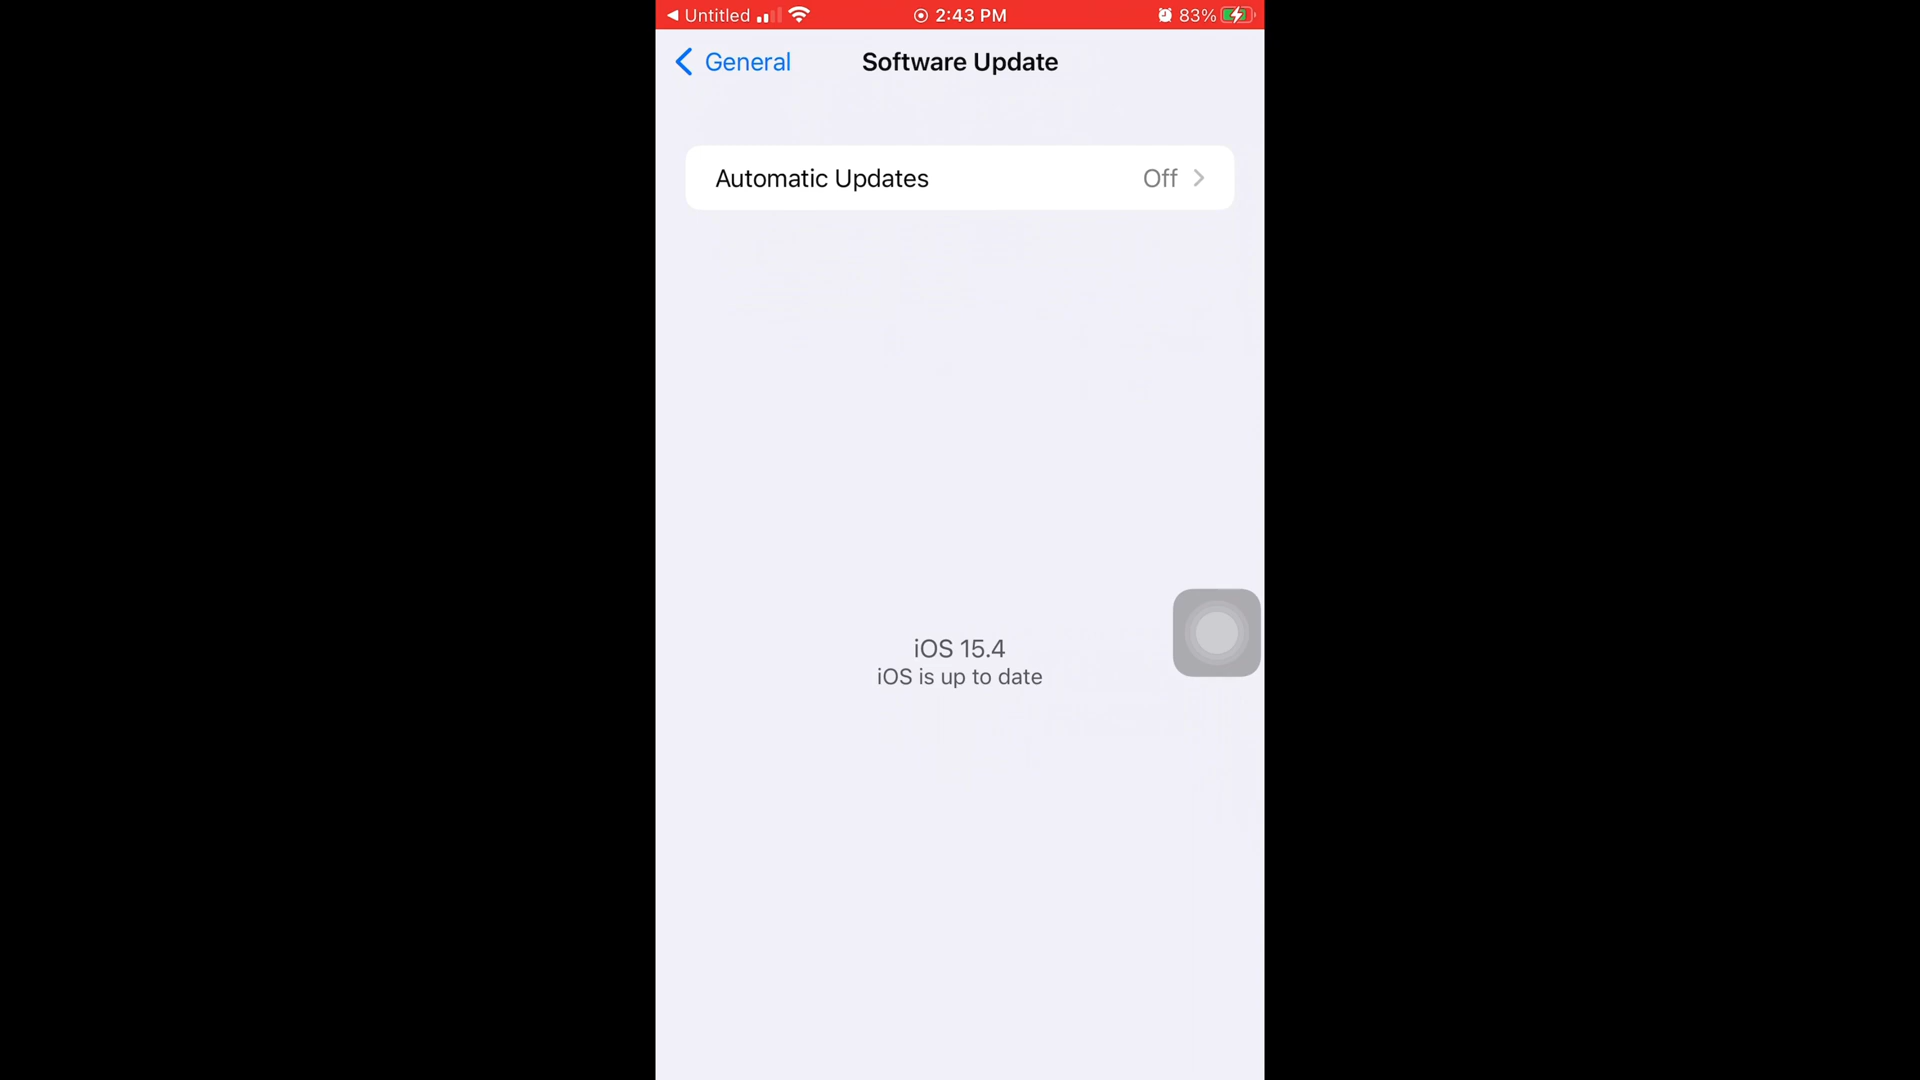 ◀ Untitled 2:43 PM 83%
General Software Update
Automatic Updates Off
iOS 15.4
iOS is up to date